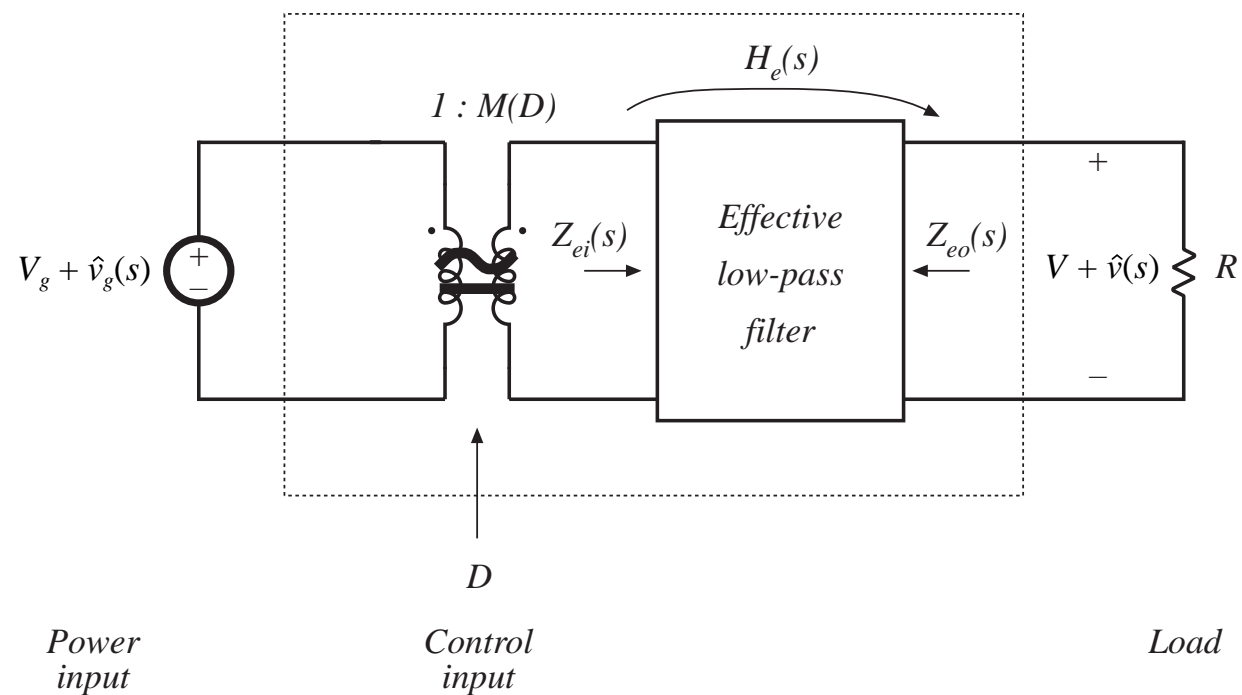 H_e(s)
1 : M(D)
+
Effective
low-pass
filter
Z_ei(s)
Z_eo(s)
V_g + v̂_g(s)
+
–
V + v̂(s)
R
–
D
Power
input
Control
input
Load